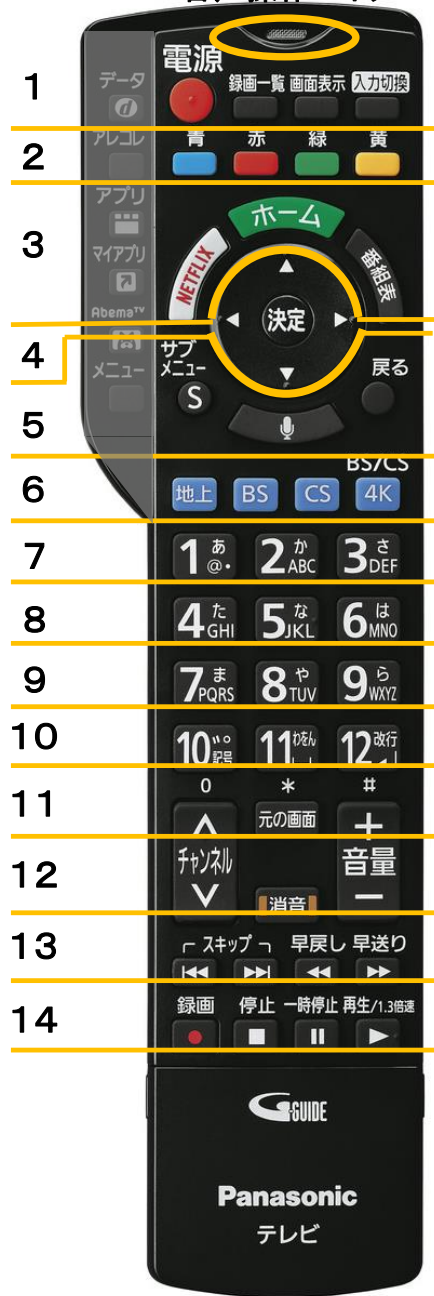 電源
データ
録画一覧 画面表示 入力切換
1
アレコレ
青 赤 緑 黄
2
アプリ
ホーム
3
マイアプリ
NETFLIX
番組表
AbemaTV
決定
4
サブ
メニュー
戻る
メニュー
S
5
BS/CS
6
地上 BS CS 4K
7
1 あ @. 2 か ABC 3 さ DEF
8
4 た GHI 5 な JKL 6 は MNO
9
7 ま PQRS 8 や TUV 9 ら WXYZ
10
10 ゛゜ 記号 11 わをん 12 改行
0 * #
11
元の画面 +
チャンネル 音量
12
消音 −
13
スキップ 早戻し 早送り
14
録画 停止 一時停止 再生/1.3倍速
G-GUIDE
Panasonic
テレビ